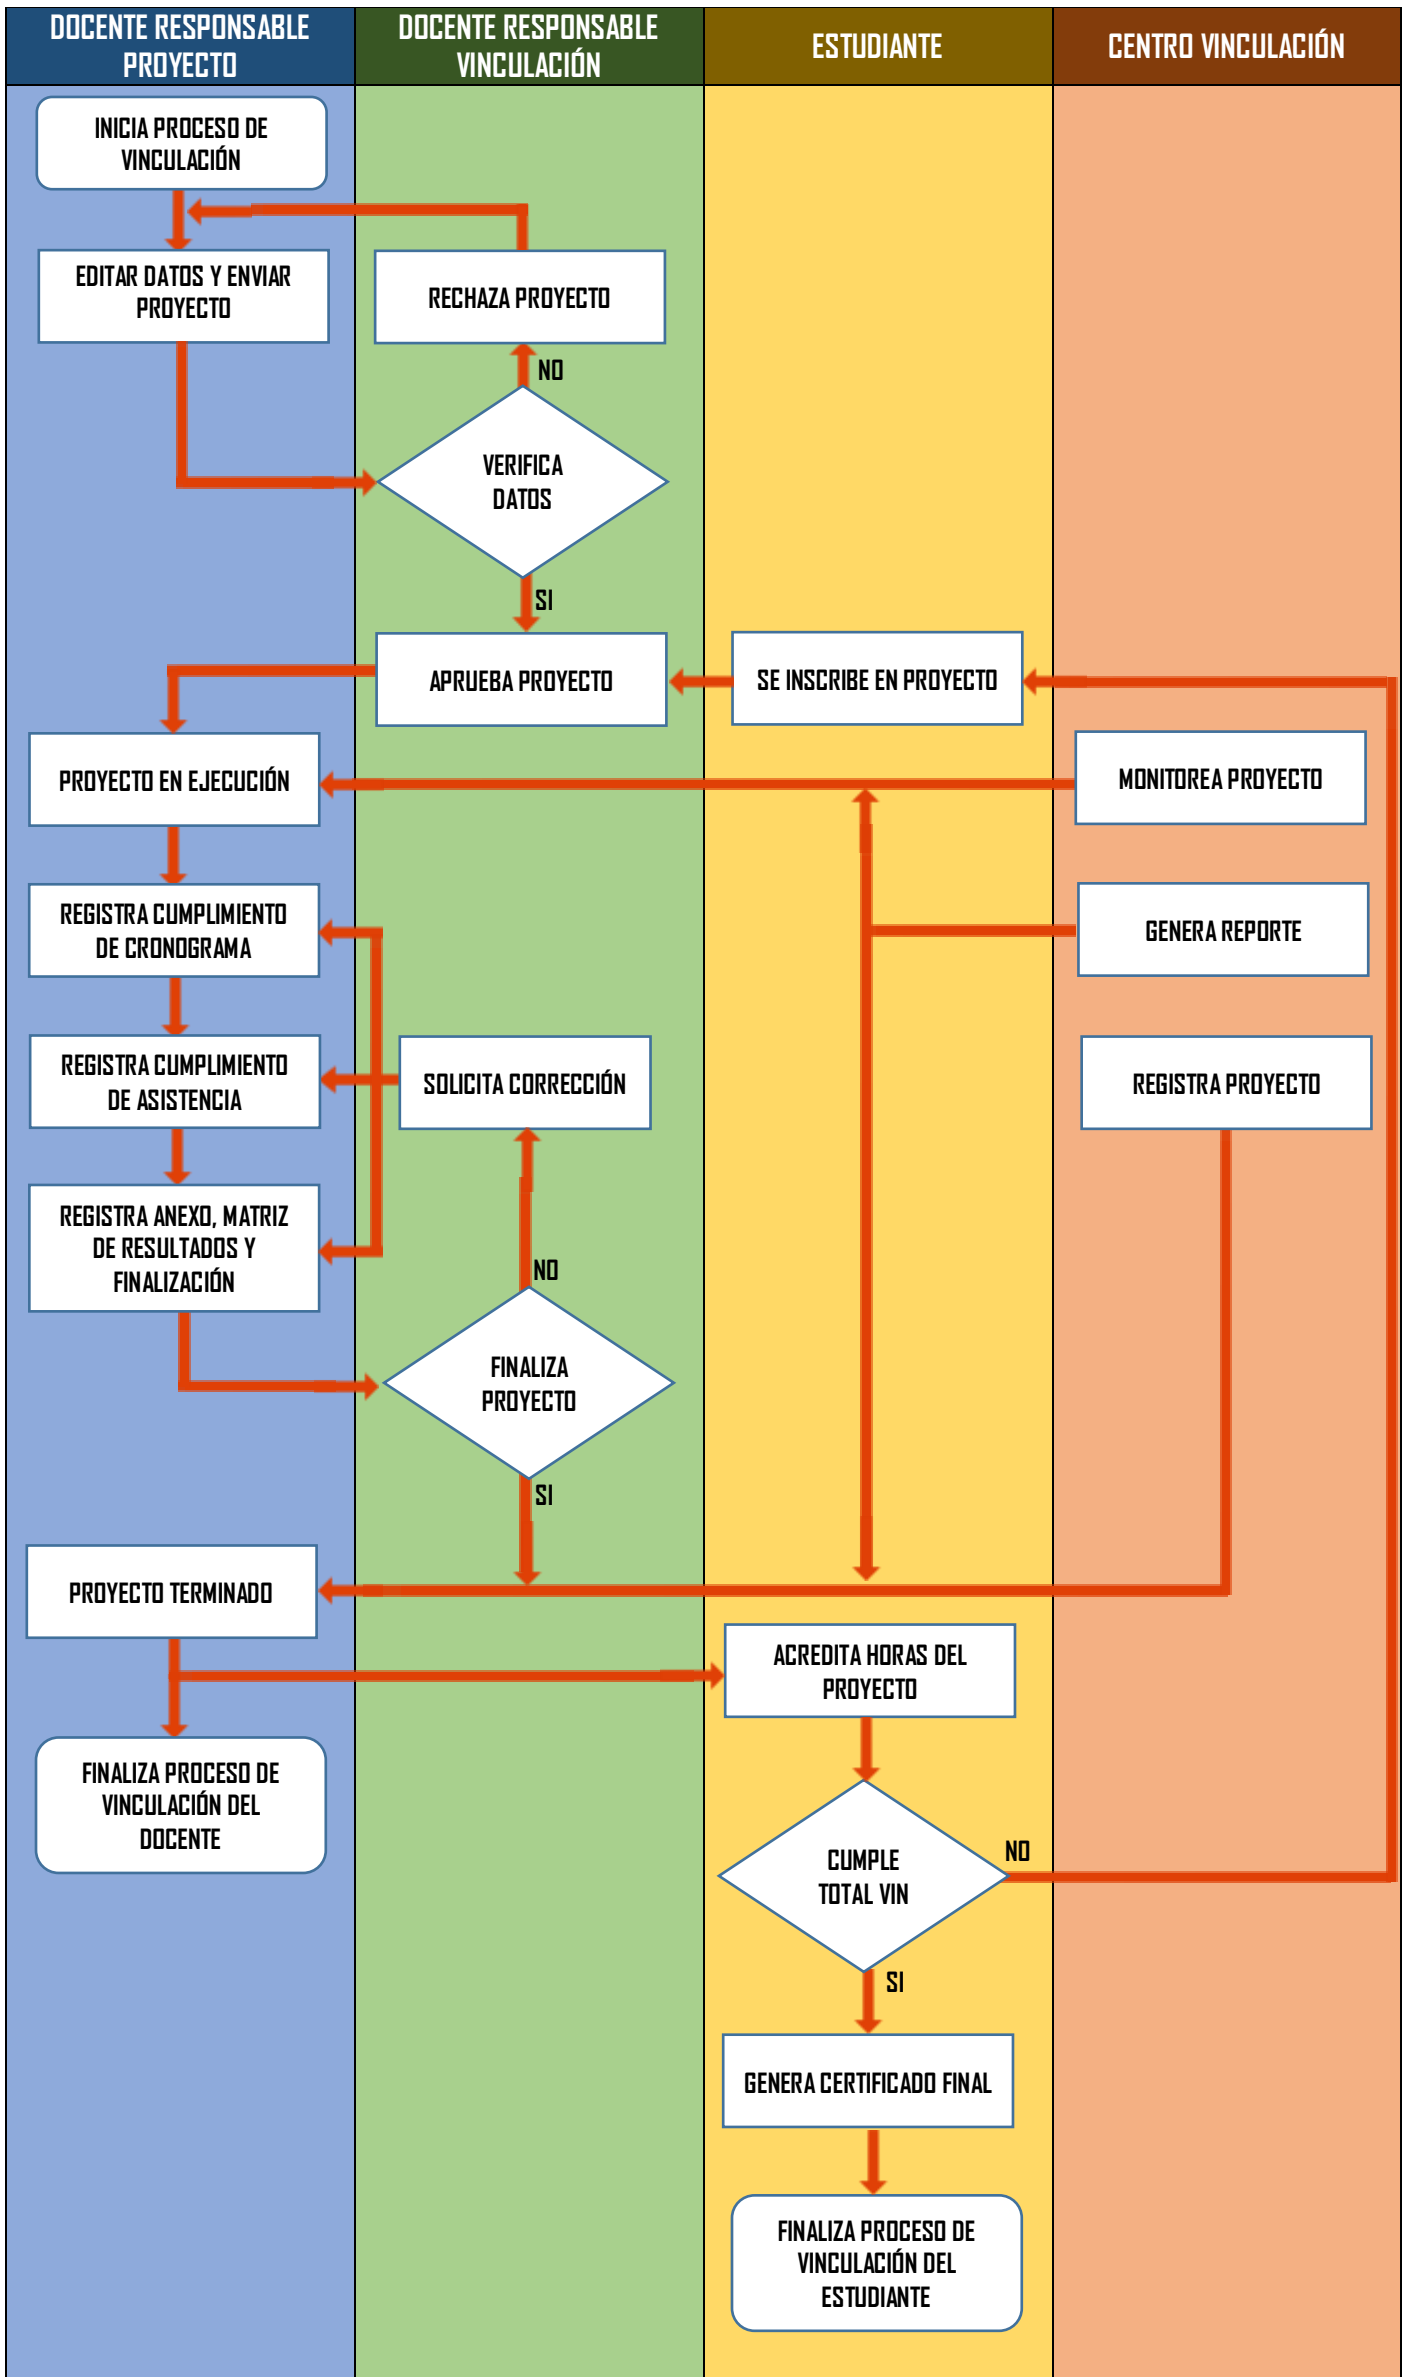 DOCENTE RESPONSABLE
PROYECTO
DOCENTE RESPONSABLE
VINCULACIÓN
ESTUDIANTE
CENTRO VINCULACIÓN
INICIA PROCESO DE
VINCULACIÓN
EDITAR DATOS Y ENVIAR
PROYECTO
RECHAZA PROYECTO
NO
VERIFICA
DATOS
SI
APRUEBA PROYECTO
SE INSCRIBE EN PROYECTO
PROYECTO EN EJECUCIÓN
MONITOREA PROYECTO
REGISTRA CUMPLIMIENTO
DE CRONOGRAMA
GENERA REPORTE
REGISTRA CUMPLIMIENTO
DE ASISTENCIA
SOLICITA CORRECCIÓN
REGISTRA PROYECTO
REGISTRA ANEXO, MATRIZ
DE RESULTADOS Y
FINALIZACIÓN
NO
FINALIZA
PROYECTO
SI
PROYECTO TERMINADO
ACREDITA HORAS DEL
PROYECTO
FINALIZA PROCESO DE
VINCULACIÓN DEL
DOCENTE
CUMPLE
TOTAL VIN
NO
SI
GENERA CERTIFICADO FINAL
FINALIZA PROCESO DE
VINCULACIÓN DEL
ESTUDIANTE